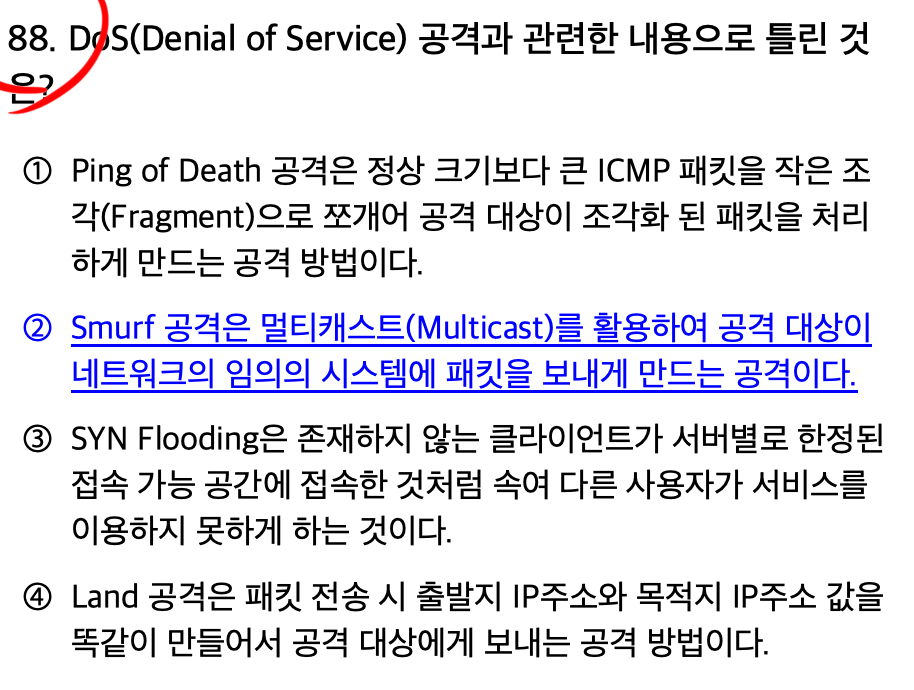 88. DoS(Denial of Service) 공격과 관련한 내용으로 틀린 것
은?
① Ping of Death 공격은 정상 크기보다 큰 ICMP 패킷을 작은 조
각(Fragment)으로 쪼개어 공격 대상이 조각화 된 패킷을 처리
하게 만드는 공격 방법이다.
② Smurf 공격은 멀티캐스트(Multicast)를 활용하여 공격 대상이
네트워크의 임의의 시스템에 패킷을 보내게 만드는 공격이다.
③ SYN Flooding은 존재하지 않는 클라이언트가 서버별로 한정된
접속 가능 공간에 접속한 것처럼 속여 다른 사용자가 서비스를
이용하지 못하게 하는 것이다.
④ Land 공격은 패킷 전송 시 출발지 IP주소와 목적지 IP주소 값을
똑같이 만들어서 공격 대상에게 보내는 공격 방법이다.